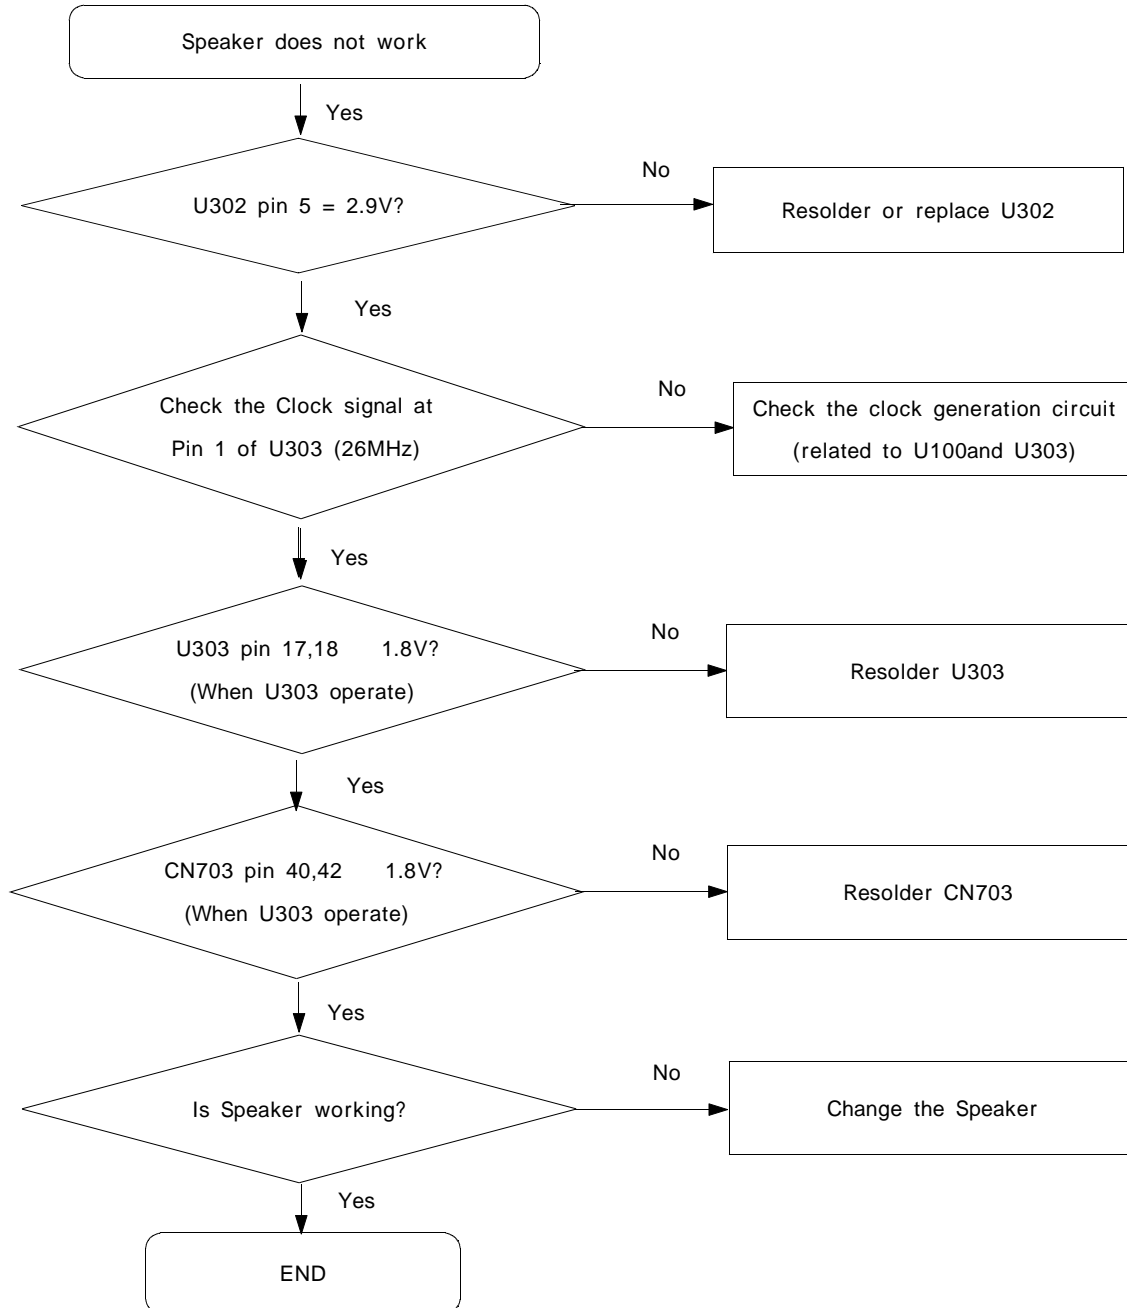 Speaker does not work
Yes
U302 pin 5 = 2.9V?
No
Resolder or replace U302
Yes
Check the Clock signal at
Pin 1 of U303 (26MHz)
No
Check the clock generation circuit
(related to U100and U303)
Yes
U303 pin 17,18 1.8V?
(When U303 operate)
No
Resolder U303
Yes
CN703 pin 40,42 1.8V?
(When U303 operate)
No
Resolder CN703
Yes
Is Speaker working?
No
Change the Speaker
Yes
END